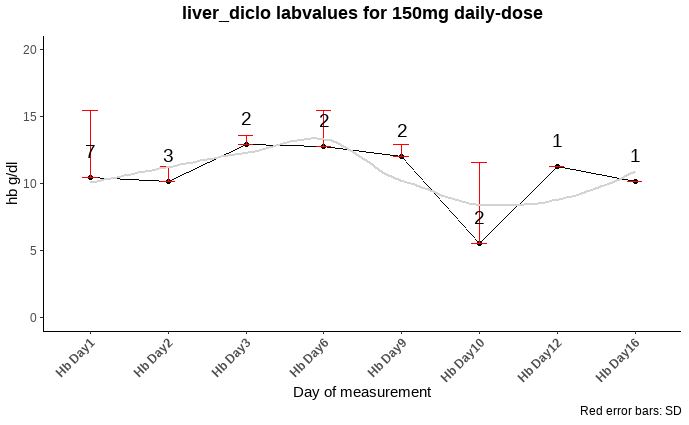 liver_diclo labvalues for 150mg daily-dose
hb g/dl
20
15
10
5
0
7
3
2
2
2
2
1
1
Hb Day1
Hb Day2
Hb Day3
Hb Day6
Hb Day9
Hb Day10
Hb Day12
Hb Day16
Day of measurement
Red error bars: SD